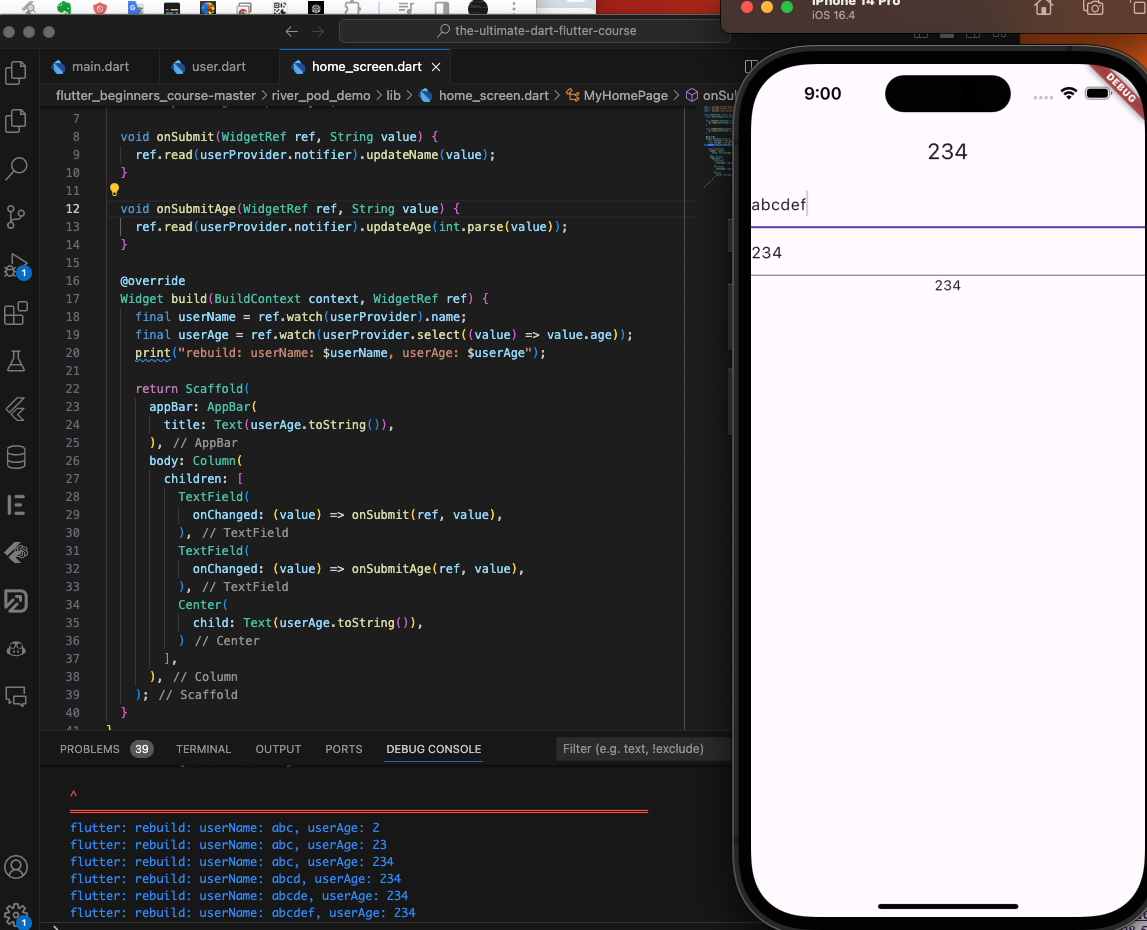 the-ultimate-dart-flutter-course
main.dart
user.dart
home_screen.dart
flutter_beginners_course-master > river_pod_demo > lib > home_screen.dart > MyHomePage >
7
8 void onSubmit(WidgetRef ref, String value) {
9 ref.read(userProvider.notifier).updateName(value);
10 }
11
12 void onSubmitAge(WidgetRef ref, String value) {
13 ref.read(userProvider.notifier).updateAge(int.parse(value));
14 }
15
16 @override
17 Widget build(BuildContext context, WidgetRef ref) {
18 final userName = ref.watch(userProvider).name;
19 final userAge = ref.watch(userProvider.select((value) => value.age));
20 print("rebuild: userName: $userName, userAge: $userAge");
21
22 return Scaffold(
23 appBar: AppBar(
24 title: Text(userAge.toString()),
25 ), // AppBar
26 body: Column(
27 children: [
28 TextField(
29 onChanged: (value) => onSubmit(ref, value),
30 ), // TextField
31 TextField(
32 onChanged: (value) => onSubmitAge(ref, value),
33 ), // TextField
34 Center(
35 child: Text(userAge.toString()),
36 ) // Center
37 ],
38 ), // Column
39 ); // Scaffold
40 }
41 }
PROBLEMS 39 TERMINAL OUTPUT PORTS DEBUG CONSOLE
Filter (e.g. text, !exclude)
^
flutter: rebuild: userName: abc, userAge: 2
flutter: rebuild: userName: abc, userAge: 23
flutter: rebuild: userName: abc, userAge: 234
flutter: rebuild: userName: abcd, userAge: 234
flutter: rebuild: userName: abcde, userAge: 234
flutter: rebuild: userName: abcdef, userAge: 234
1
1
iPhone 14 Pro
iOS 16.4
9:00
DEBUG
234
abcdef
234
234